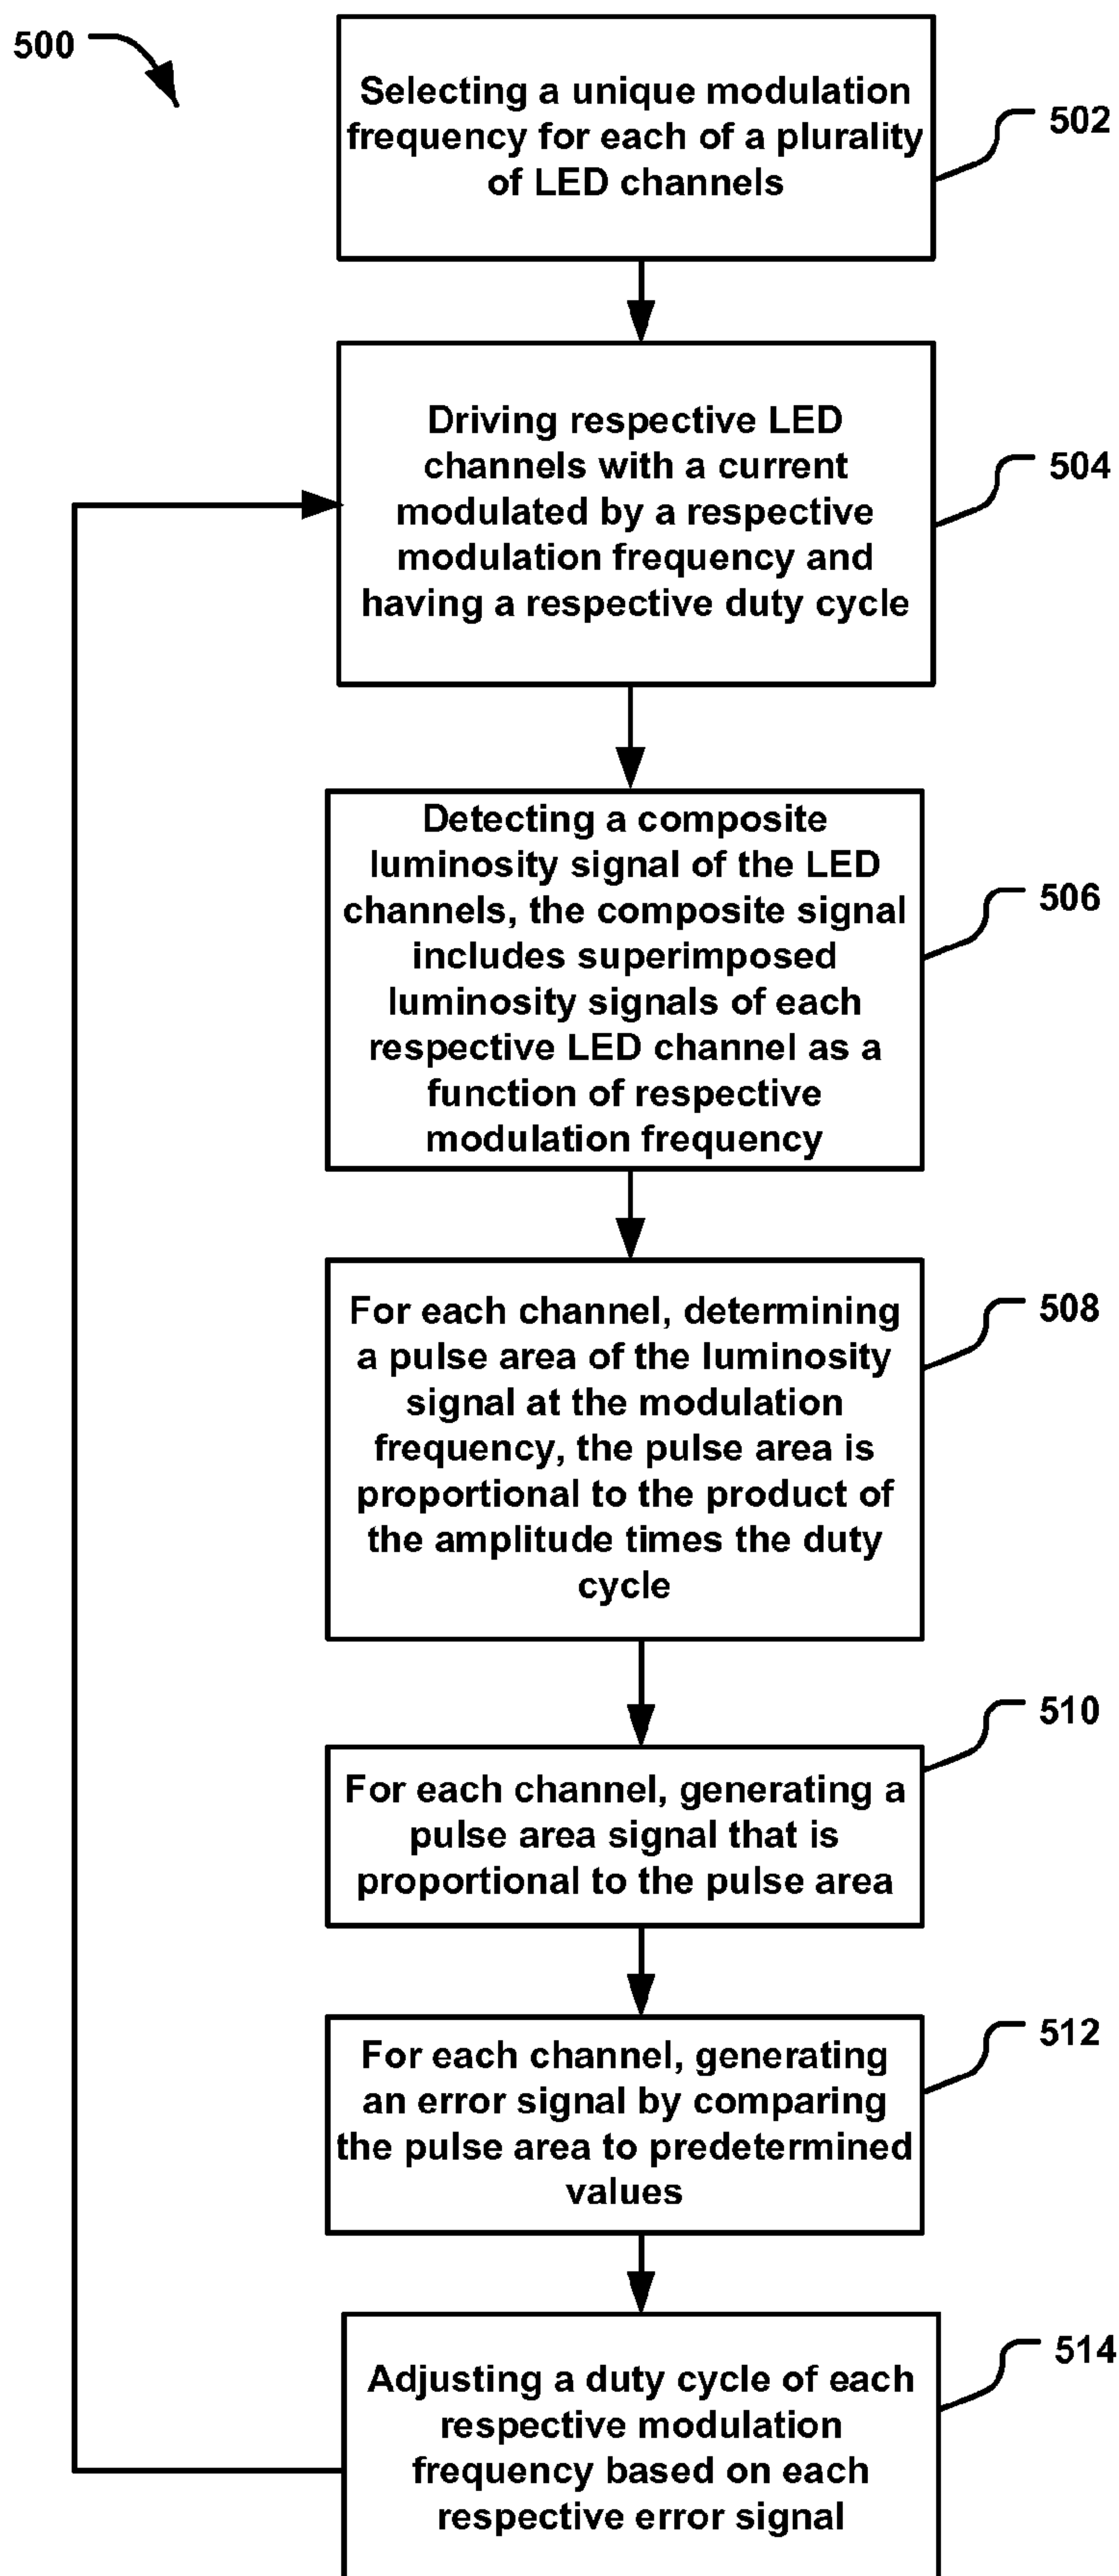 500
Selecting a unique modulation
frequency for each of a plurality
of LED channels
502
Driving respective LED
channels with a current
modulated by a respective
modulation frequency and
having a respective duty cycle
504
Detecting a composite
luminosity signal of the LED
channels, the composite signal
includes superimposed
luminosity signals of each
respective LED channel as a
function of respective
modulation frequency
506
For each channel, determining
a pulse area of the luminosity
signal at the modulation
frequency, the pulse area is
proportional to the product of
the amplitude times the duty
cycle
508
For each channel, generating a
pulse area signal that is
proportional to the pulse area
510
For each channel, generating
an error signal by comparing
the pulse area to predetermined
values
512
Adjusting a duty cycle of each
respective modulation
frequency based on each
respective error signal
514